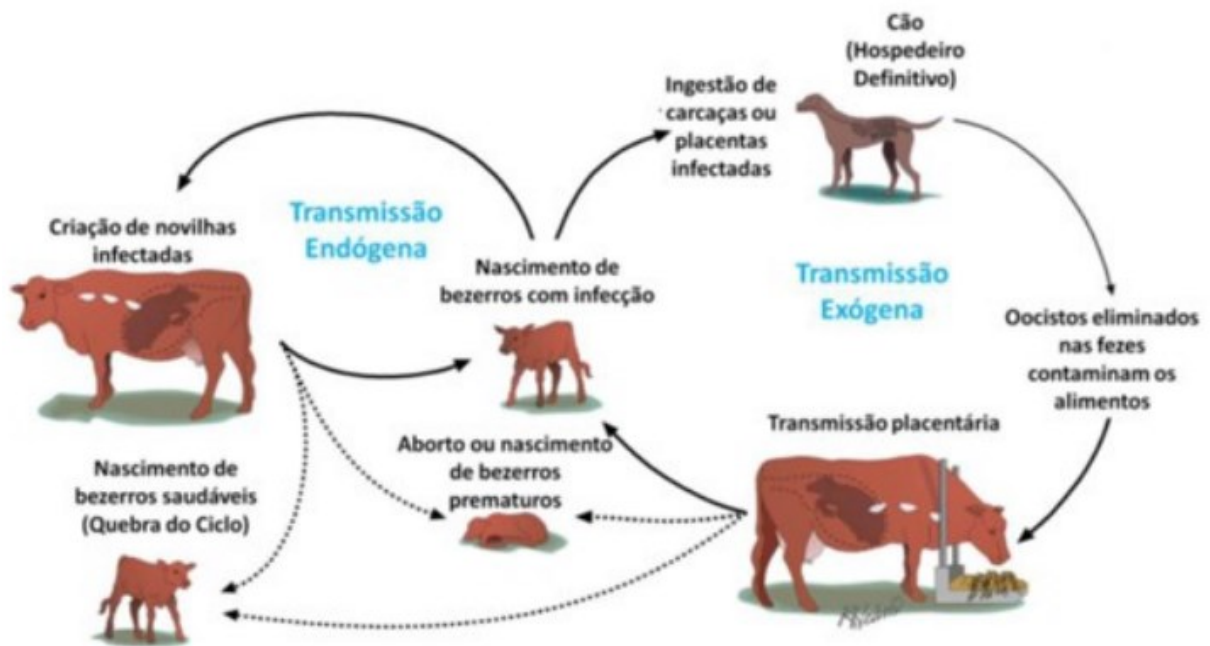 Cão
(Hospedeiro
Definitivo)
Ingestão de
carcaças ou
placentas
infectadas
Transmissão
Endógena
Criação de novilhas
infectadas
Nascimento de
bezerros com infecção
Transmissão
Exógena
Oocistos eliminados
nas fezes
contaminam os
alimentos
Transmissão placentária
Aborto ou nascimento
de bezerros
prematuros
Nascimento de
bezerros saudáveis
(Quebra do Ciclo)